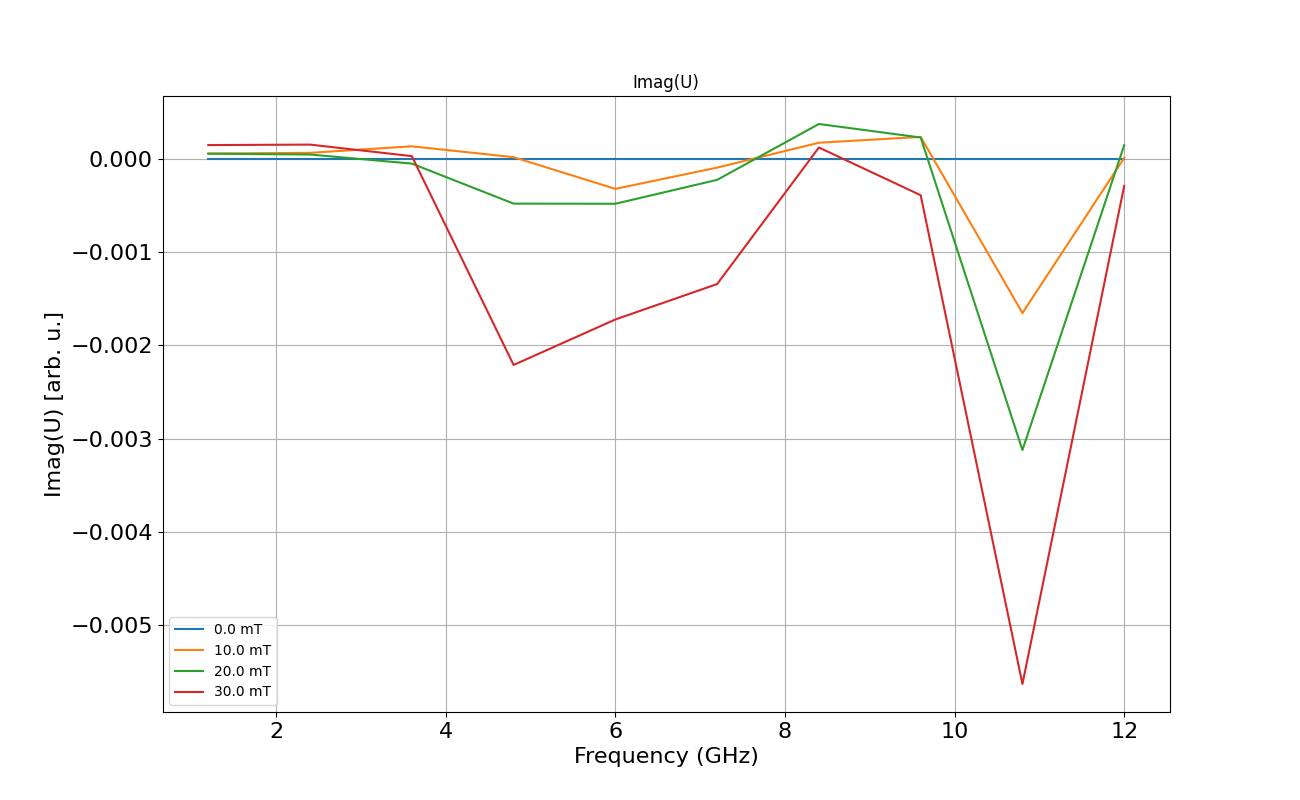 Imag(U)
0.000
−0.001
−0.002
−0.003
−0.004
−0.005
Imag(U) [arb. u.]
0.0 mT
10.0 mT
20.0 mT
30.0 mT
2 4 6 8 10 12
Frequency (GHz)